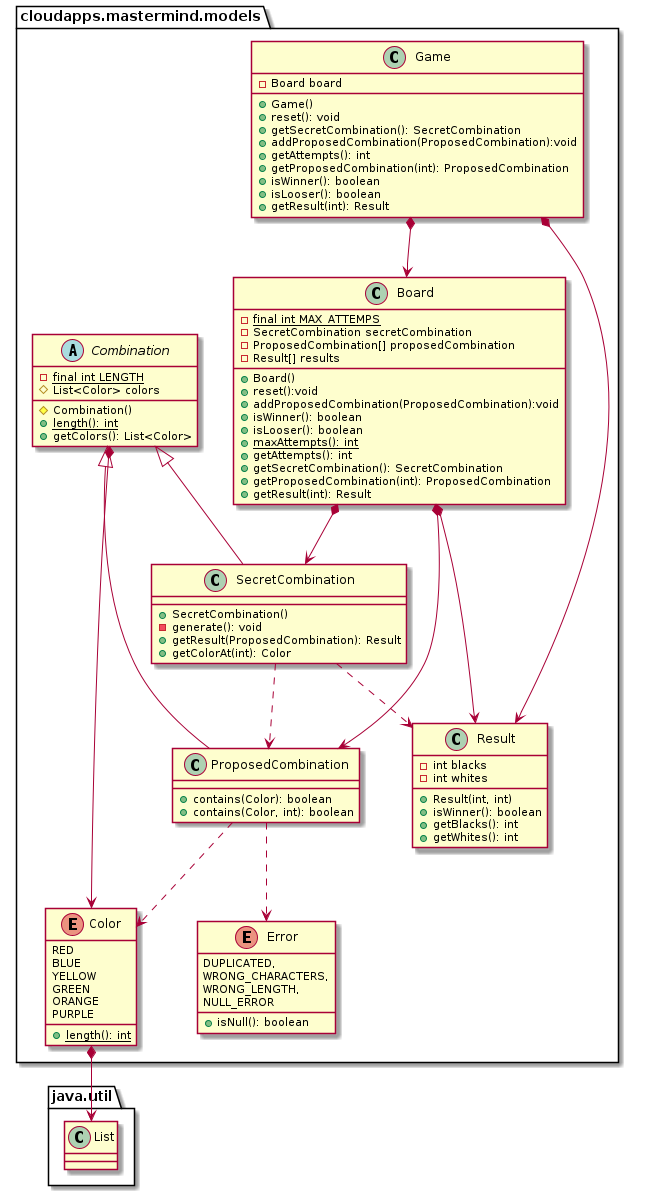 cloudapps.mastermind.models
C Game
Board board
Game()
reset(): void
getSecretCombination(): SecretCombination
addProposedCombination(ProposedCombination):void
getAttempts(): int
getProposedCombination(int): ProposedCombination
isWinner(): boolean
isLooser(): boolean
getResult(int): Result
C Board
final int MAX_ATTEMPS
SecretCombination secretCombination
ProposedCombination[] proposedCombination
Result[] results
Board()
reset():void
addProposedCombination(ProposedCombination):void
isWinner(): boolean
isLooser(): boolean
maxAttempts(): int
getAttempts(): int
getSecretCombination(): SecretCombination
getProposedCombination(int): ProposedCombination
getResult(int): Result
A Combination
final int LENGTH
List<Color> colors
Combination()
length(): int
getColors(): List<Color>
C SecretCombination
SecretCombination()
generate(): void
getResult(ProposedCombination): Result
getColorAt(int): Color
C ProposedCombination
contains(Color): boolean
contains(Color, int): boolean
C Result
int blacks
int whites
Result(int, int)
isWinner(): boolean
getBlacks(): int
getWhites(): int
E Color
RED
BLUE
YELLOW
GREEN
ORANGE
PURPLE
length(): int
E Error
DUPLICATED,
WRONG_CHARACTERS,
WRONG_LENGTH,
NULL_ERROR
isNull(): boolean
java.util
C List